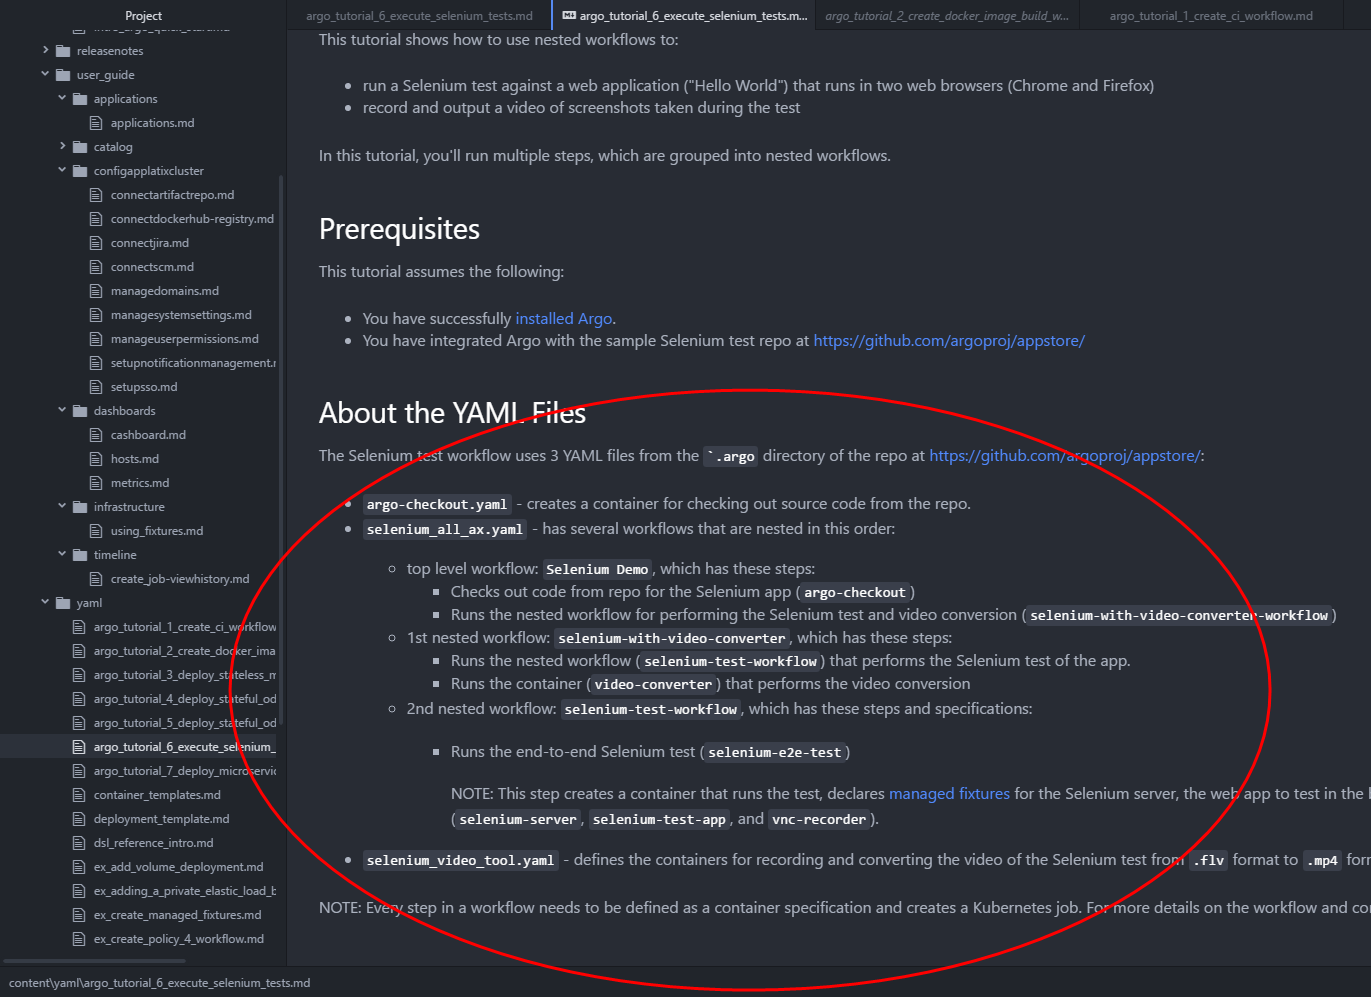 Project
releasenotes
user_guide
applications
applications.md
catalog
configapplatixcluster
connectartifactrepo.md
connectdockerhub-registry.md
connectjira.md
connectscm.md
managedomains.md
managesystemsettings.md
manageuserpermissions.md
setupnotificationmanagement.r
setupsso.md
dashboards
cashboard.md
hosts.md
metrics.md
infrastructure
using_fixtures.md
timeline
create_job-viewhistory.md
yaml
argo_tutorial_1_create_ci_workflow
argo_tutorial_2_create_docker_ima
argo_tutorial_3_deploy_stateless_m
argo_tutorial_4_deploy_stateful_od
argo_tutorial_5_deploy_stateful_od
argo_tutorial_6_execute_selenium_
argo_tutorial_7_deploy_microservic
container_templates.md
deployment_template.md
dsl_reference_intro.md
ex_add_volume_deployment.md
ex_adding_a_private_elastic_load_b
ex_create_managed_fixtures.md
ex_create_policy_4_workflow.md
argo_tutorial_6_execute_selenium_tests.md
argo_tutorial_6_execute_selenium_tests.m...
argo_tutorial_2_create_docker_image_build_w...
argo_tutorial_1_create_ci_workflow.md
This tutorial shows how to use nested workflows to:
• run a Selenium test against a web application ("Hello World") that runs in two web browsers (Chrome and Firefox)
• record and output a video of screenshots taken during the test
In this tutorial, you'll run multiple steps, which are grouped into nested workflows.
Prerequisites
This tutorial assumes the following:
• You have successfully installed Argo.
• You have integrated Argo with the sample Selenium test repo at https://github.com/argoproj/appstore/
About the YAML Files
The Selenium test workflow uses 3 YAML files from the `.argo directory of the repo at https://github.com/argoproj/appstore/:
• argo-checkout.yaml - creates a container for checking out source code from the repo.
• selenium_all_ax.yaml - has several workflows that are nested in this order:
◦ top level workflow: Selenium Demo, which has these steps:
▪ Checks out code from repo for the Selenium app (argo-checkout)
▪ Runs the nested workflow for performing the Selenium test and video conversion (selenium-with-video-converter-workflow)
◦ 1st nested workflow: selenium-with-video-converter, which has these steps:
▪ Runs the nested workflow (selenium-test-workflow) that performs the Selenium test of the app.
▪ Runs the container (video-converter) that performs the video conversion
◦ 2nd nested workflow: selenium-test-workflow, which has these steps and specifications:
▪ Runs the end-to-end Selenium test (selenium-e2e-test)
NOTE: This step creates a container that runs the test, declares managed fixtures for the Selenium server, the web app to test in the b
(selenium-server, selenium-test-app, and vnc-recorder).
• selenium_video_tool.yaml - defines the containers for recording and converting the video of the Selenium test from .flv format to .mp4 for
NOTE: Every step in a workflow needs to be defined as a container specification and creates a Kubernetes job. For more details on the workflow and co
content\yaml\argo_tutorial_6_execute_selenium_tests.md